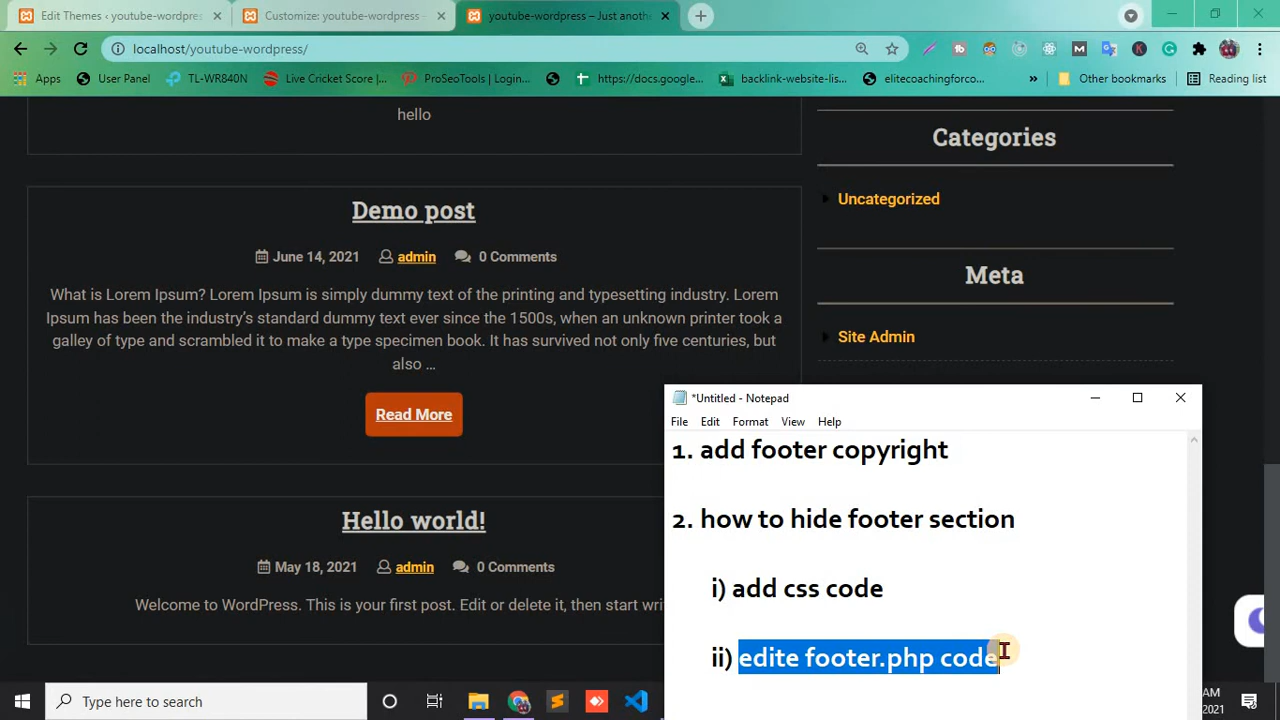 Edit Themes ‹ youtube-wordpress
Customize: youtube-wordpress –
youtube-wordpress – Just anoth
localhost/youtube-wordpress/
Apps
User Panel
TL-WR840N
Live Cricket Score |...
ProSeoTools | Login...
https://docs.google...
backlink-website-lis...
elitecoachingforco...
»
Other bookmarks
Reading list
hello
Categories
Uncategorized
Demo post
June 14, 2021 admin 0 Comments
Meta
What is Lorem Ipsum? Lorem Ipsum is simply dummy text of the printing and typesetting industry. Lorem
Ipsum has been the industry's standard dummy text ever since the 1500s, when an unknown printer took a
galley of type and scrambled it to make a type specimen book. It has survived not only five centuries, but
also …
Site Admin
Read More
Hello world!
May 18, 2021 admin 0 Comments
Welcome to WordPress. This is your first post. Edit or delete it, then start wri
*Untitled - Notepad
File Edit Format View Help
1. add footer copyright
2. how to hide footer section
i) add css code
ii) edite footer.php code
Type here to search
AM
2021